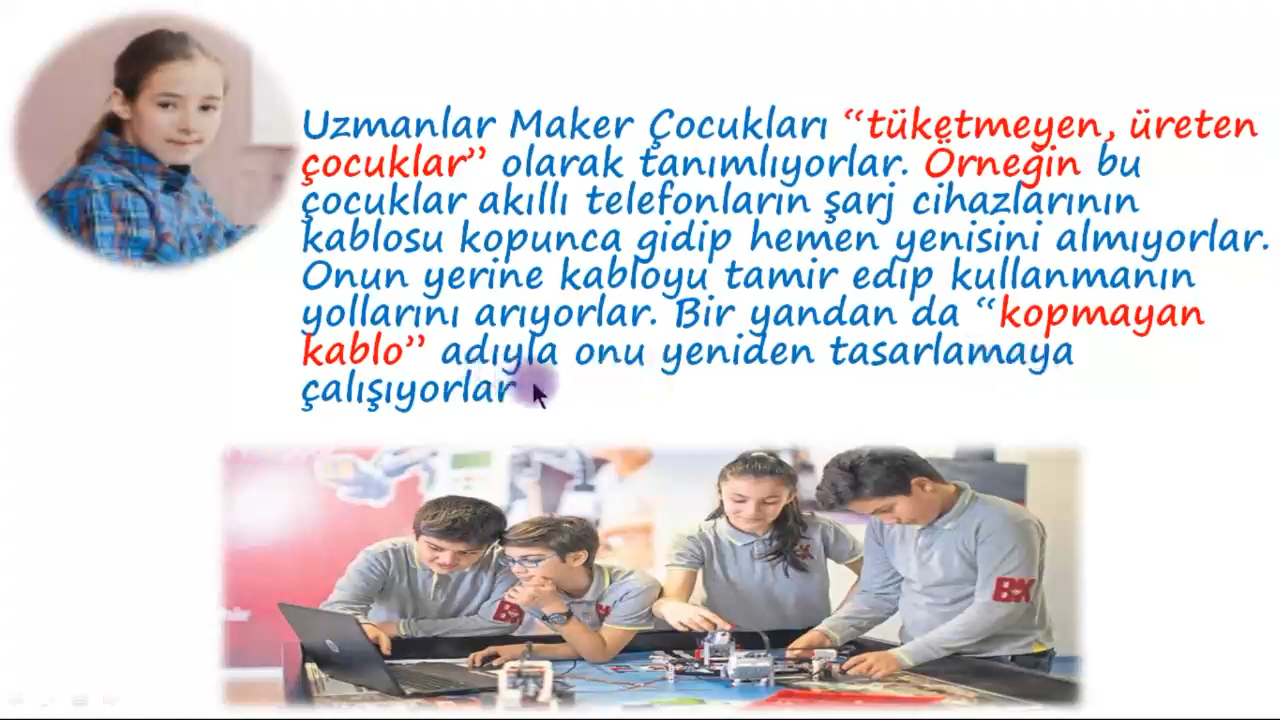 Uzmanlar Maker Çocukları “tüketmeyen, üreten
çocuklar” olarak tanımlıyorlar. Örneğin bu
çocuklar akıllı telefonların şarj cihazlarının
kablosu kopunca gidip hemen yenisini almıyorlar.
Onun yerine kabloyu tamir edip kullanmanın
yollarını arıyorlar. Bir yandan da “kopmayan
kablo” adıyla onu yeniden tasarlamaya
çalışıyorlar